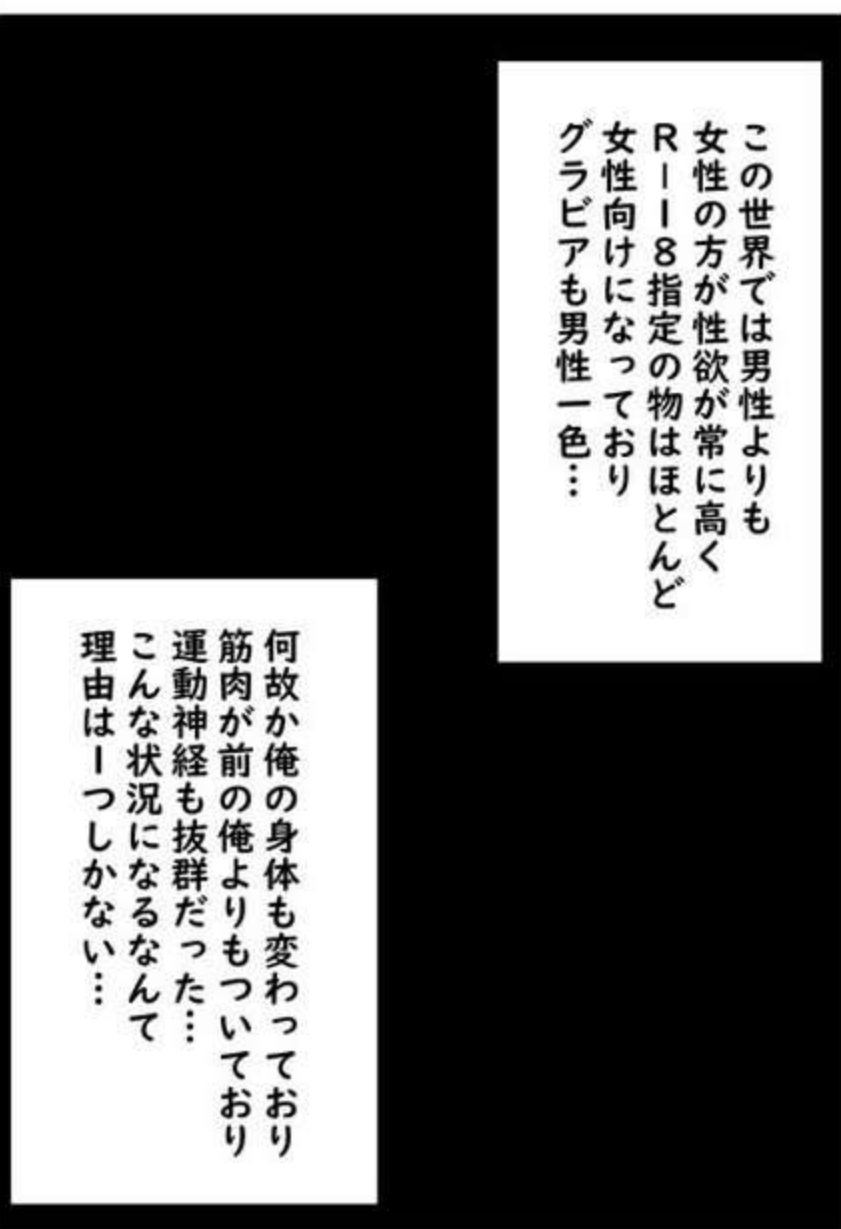 この世界では男性よりも
女性の方が性欲が常に高く
R-18指定の物はほとんど
女性向けになっており
グラビアも男性一色…
何故か俺の身体も変わっており
筋肉が前の俺よりもついており
運動神経も抜群だった…
こんな状況になるなんて
理由は1つしかない…